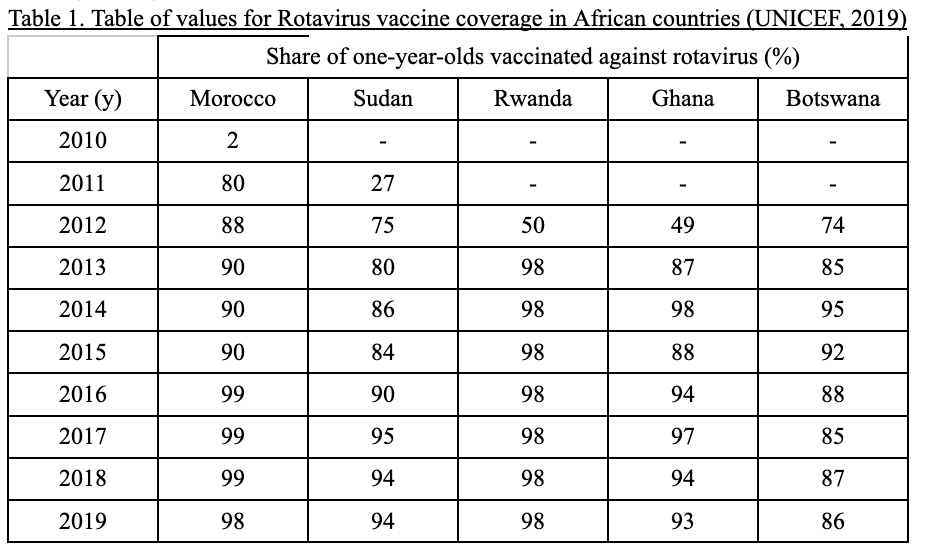 Table 1. Table of values for Rotavirus vaccine coverage in African countries (UNICEF, 2019)
Share of one-year-olds vaccinated against rotavirus (%)
Year (y) Morocco Sudan Rwanda Ghana Botswana
2010 2 - - - -
2011 80 27 - - -
2012 88 75 50 49 74
2013 90 80 98 87 85
2014 90 86 98 98 95
2015 90 84 98 88 92
2016 99 90 98 94 88
2017 99 95 98 97 85
2018 99 94 98 94 87
2019 98 94 98 93 86